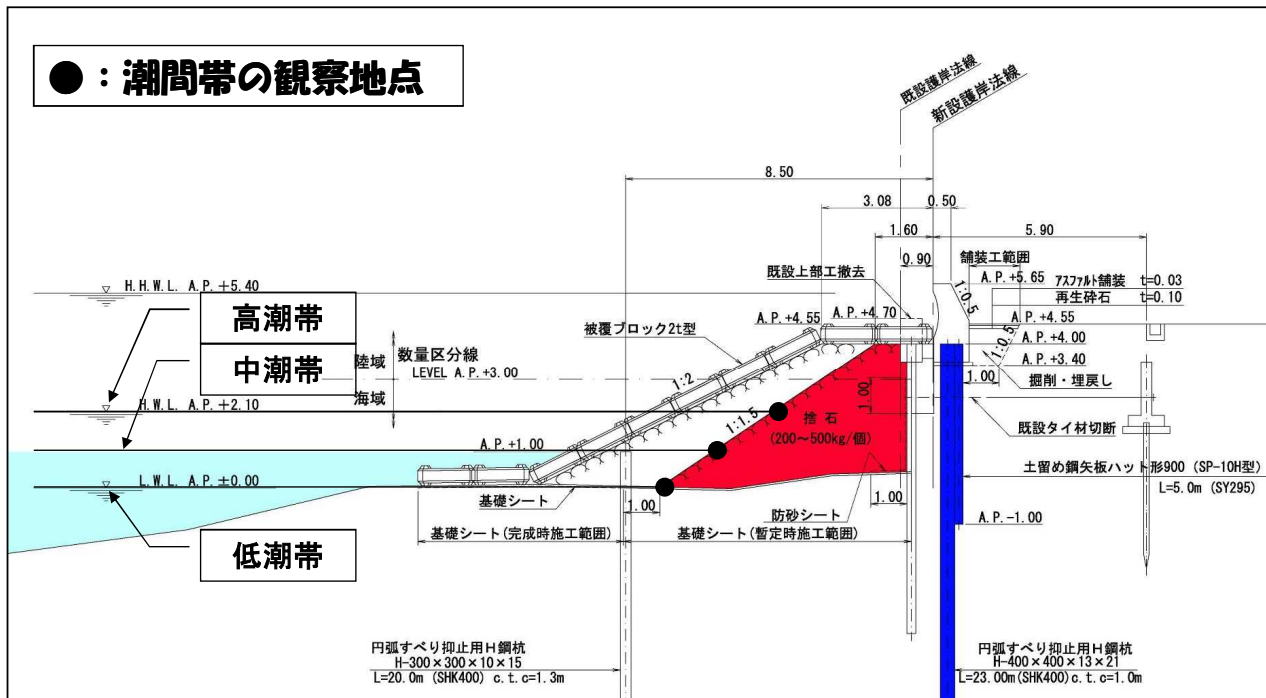 ●：潮間帯の観察地点
既設護岸法線
新設護岸法線
8.50
3.08
0.50
1.60
5.90
0.90
舗装工範囲
既設上部工撤去
A.P.+5.65
アスファルト舗装 t=0.03
再生砕石 t=0.10
H.H.W.L. A.P.+5.40
1:0.5
高潮帯
被覆ブロック2t型
A.P.+4.55
A.P.+4.70
A.P.+4.55
A.P.+4.00
陸域
数量区分線
LEVEL A.P.+3.00
海域
中潮帯
1:2
1:0.5
A.P.+3.40
1.00
1.00
掘削・埋戻し
H.W.L. A.P.+2.10
1:1.5
捨石
(200～500kg/個)
既設タイ材切断
A.P.+1.00
土留め鋼矢板ハット形900 (SP-10H型)
L=5.0m (SY295)
L.W.L. A.P.±0.00
基礎シート
1.00
1.00
防砂シート
A.P.-1.00
基礎シート(完成時施工範囲)
基礎シート(暫定時施工範囲)
低潮帯
円弧すべり抑止用H鋼杭
H-300×300×10×15
L=20.0m (SHK400) c.t.c=1.3m
円弧すべり抑止用H鋼杭
H-400×400×13×21
L=23.00m(SHK400) c.t.c=1.0m